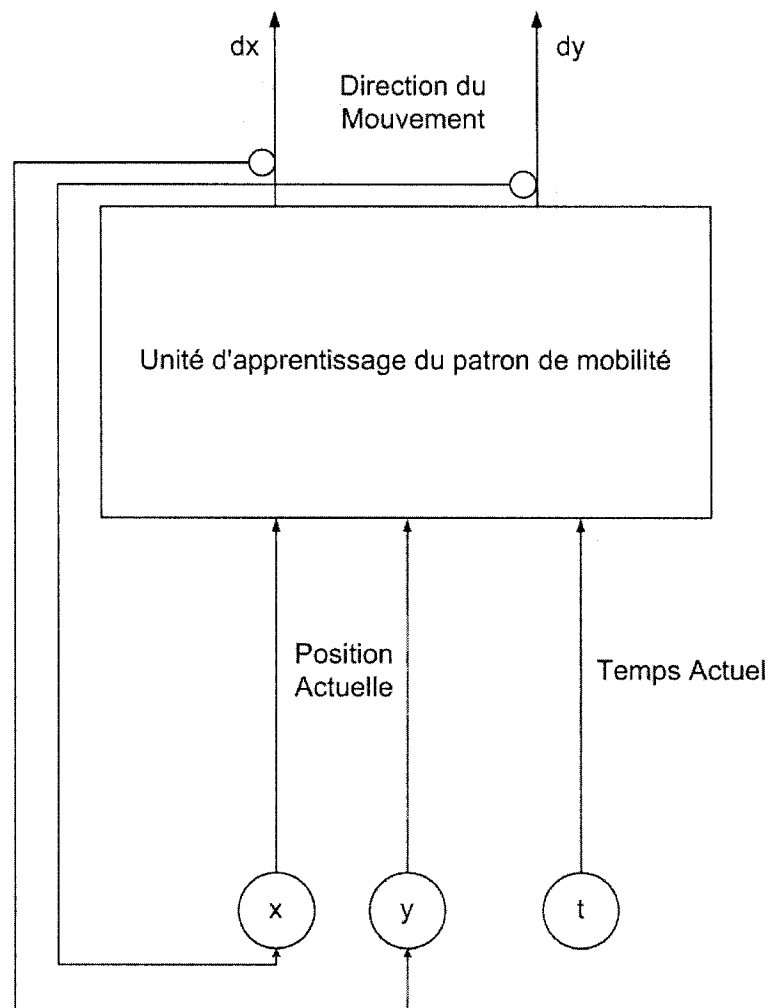 dx
dy
Direction du
Mouvement
Unité d'apprentissage du patron de mobilité
Position
Actuelle
Temps Actuel
x
y
t